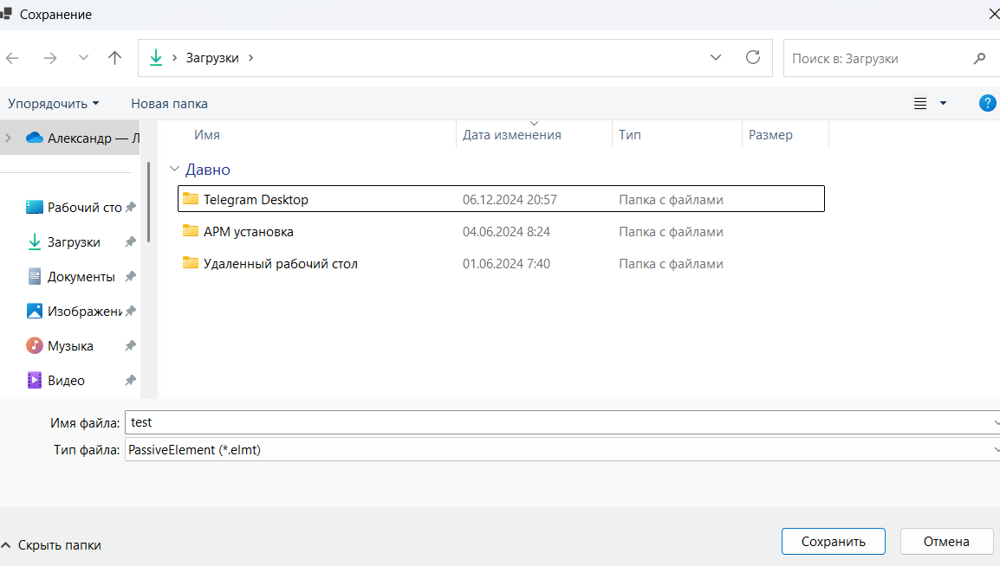 Сохранение
Загрузки
Поиск в: Загрузки
Упорядочить
Новая папка
?
Александр — Л
Имя
Дата изменения
Тип
Размер
Давно
Telegram Desktop 06.12.2024 20:57 Папка с файлами
АРМ установка 04.06.2024 8:24 Папка с файлами
Удаленный рабочий стол 01.06.2024 7:40 Папка с файлами
Рабочий сто
Загрузки
Документы
Изображени
Музыка
Видео
Имя файла: test
Тип файла: PassiveElement (*.elmt)
Скрыть папки
Сохранить
Отмена